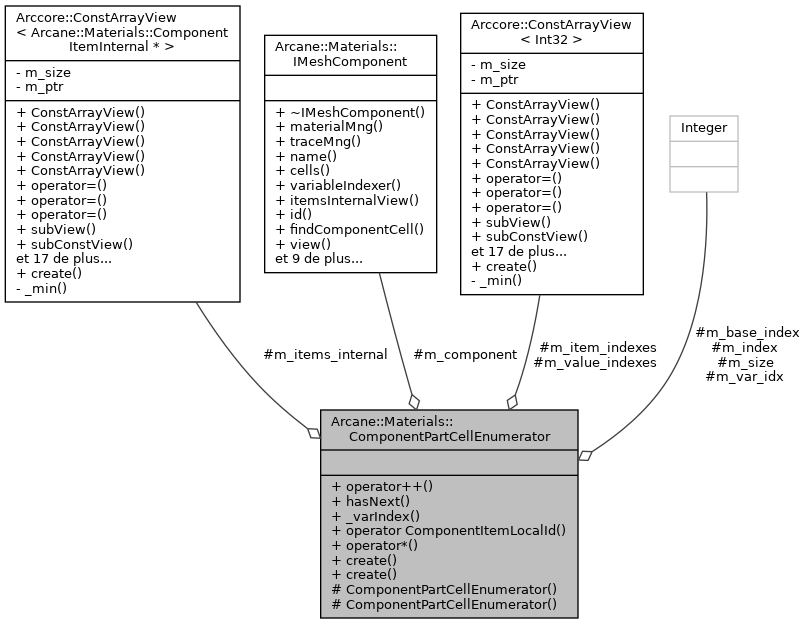 Arccore::ConstArrayView
< Arcane::Materials::Component
ItemInternal * >
- m_size
- m_ptr
+ ConstArrayView()
+ ConstArrayView()
+ ConstArrayView()
+ ConstArrayView()
+ ConstArrayView()
+ operator=()
+ operator=()
+ operator=()
+ subView()
+ subConstView()
et 17 de plus...
+ create()
- _min()
Arcane::Materials::
IMeshComponent
+ ~IMeshComponent()
+ materialMng()
+ traceMng()
+ name()
+ cells()
+ variableIndexer()
+ itemsInternalView()
+ id()
+ findComponentCell()
+ view()
et 9 de plus...
Arccore::ConstArrayView
< Int32 >
- m_size
- m_ptr
+ ConstArrayView()
+ ConstArrayView()
+ ConstArrayView()
+ ConstArrayView()
+ ConstArrayView()
+ operator=()
+ operator=()
+ operator=()
+ subView()
+ subConstView()
et 17 de plus...
+ create()
- _min()
Integer
#m_items_internal
#m_component
#m_item_indexes
#m_value_indexes
#m_base_index
#m_index
#m_size
#m_var_idx
Arcane::Materials::
ComponentPartCellEnumerator
+ operator++()
+ hasNext()
+ _varIndex()
+ operator ComponentItemLocalId()
+ operator*()
+ create()
+ create()
# ComponentPartCellEnumerator()
# ComponentPartCellEnumerator()